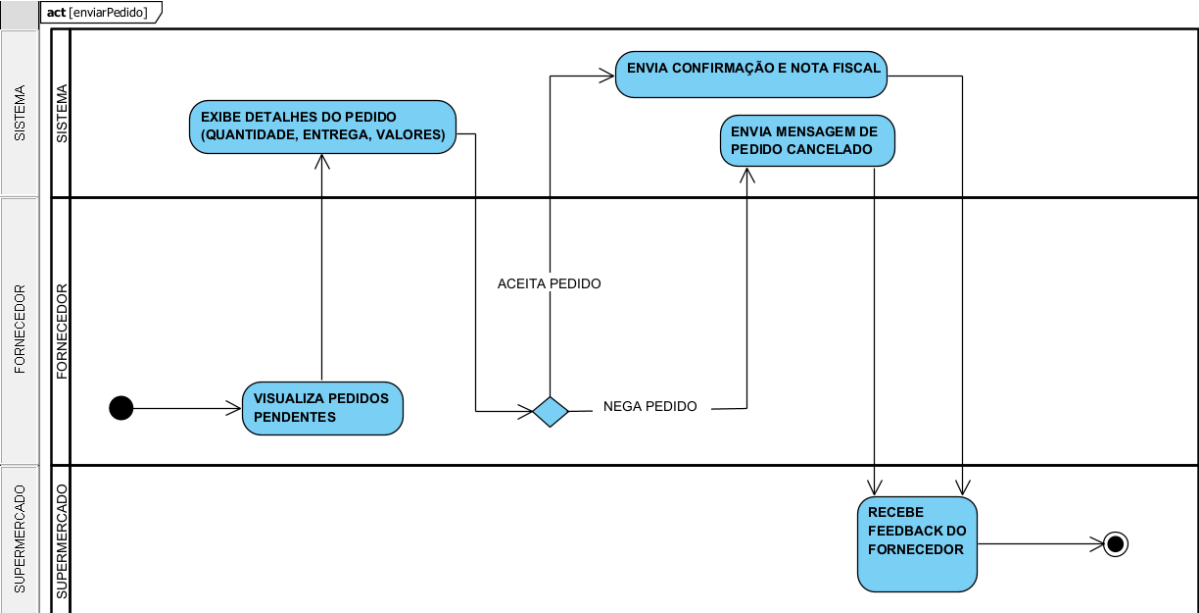 act [enviarPedido]
SISTEMA
SISTEMA
ENVIA CONFIRMAÇÃO E NOTA FISCAL
EXIBE DETALHES DO PEDIDO
(QUANTIDADE, ENTREGA, VALORES)
ENVIA MENSAGEM DE
PEDIDO CANCELADO
FORNECEDOR
FORNECEDOR
ACEITA PEDIDO
VISUALIZA PEDIDOS
PENDENTES
NEGA PEDIDO
SUPERMERCADO
SUPERMERCADO
RECEBE
FEEDBACK DO
FORNECEDOR